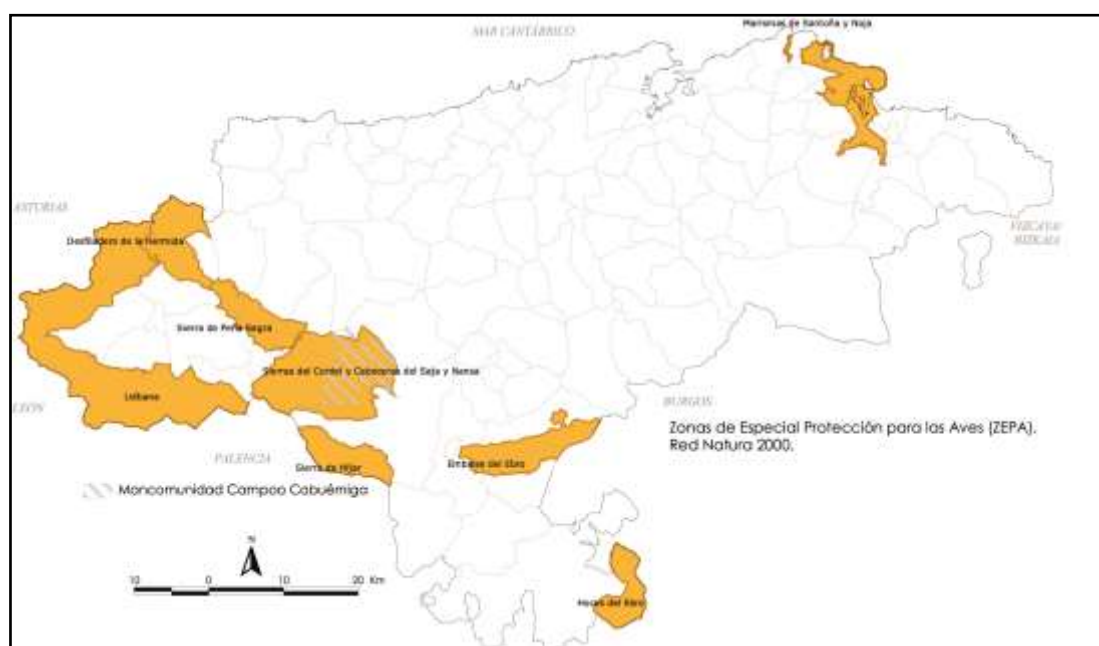 Marismas de Santoña y Noja
MAR CANTÁBRICO
ASTURIAS
VIZCAYA/
BIZKAIA
Desfiladero de la Hermida
Sierra de Peña Sagra
Sierras del Cordel y Cabeceras del Saja y Nansa
Liébana
LEON
BURGOS
Zonas de Especial Protección para las Aves (ZEPA).
Red Natura 2000.
PALENCIA
Sierra de Híjar
Embalse del Ebro
Mancomunidad Campoo Cabuérniga
N
10 0 10 20 Km
Hoces del Ebro